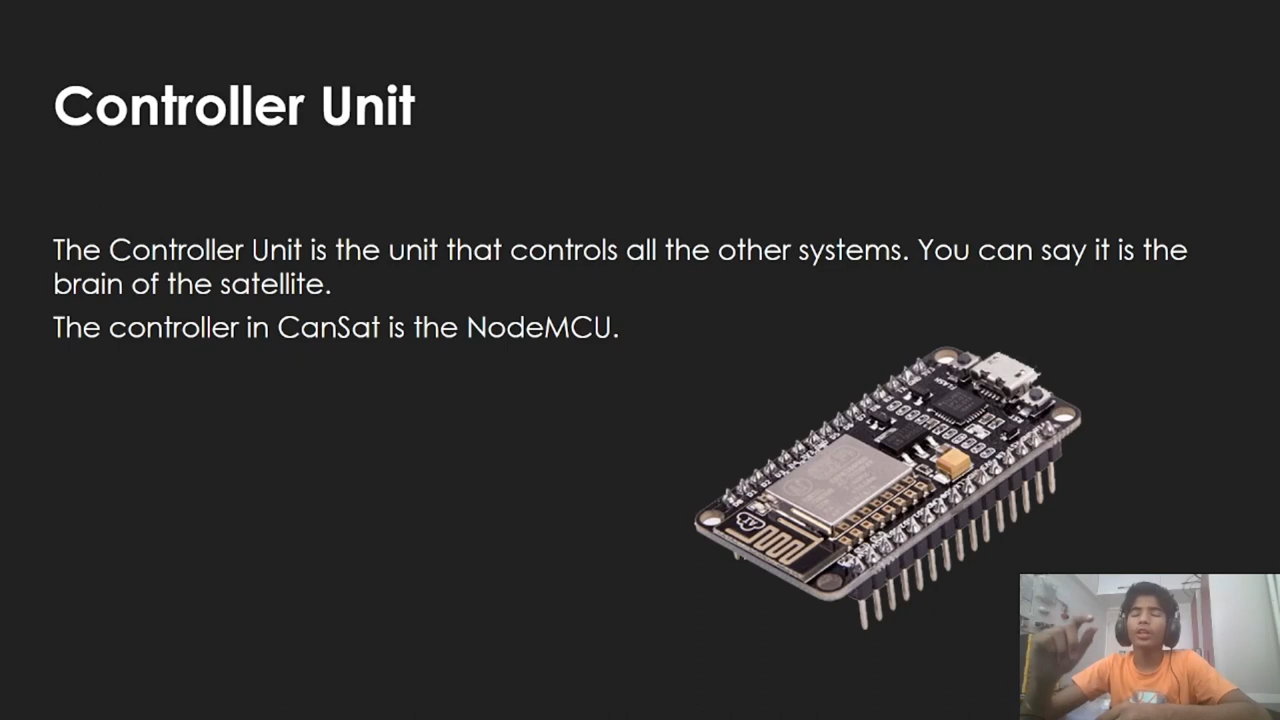 Controller Unit
The Controller Unit is the unit that controls all the other systems. You can say it is the
brain of the satellite.
The controller in CanSat is the NodeMCU.
FLASH